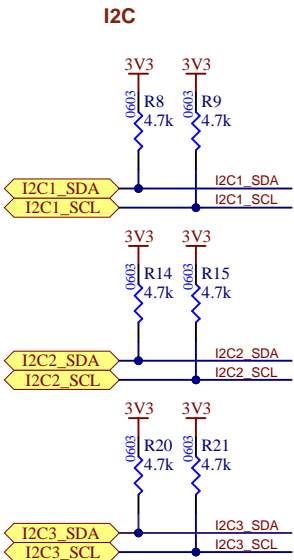 I2C
3V3 3V3
0603 R8 0603 R9
4.7k 4.7k
I2C1_SDA I2C1_SDA
I2C1_SCL I2C1_SCL
3V3 3V3
0603 R14 0603 R15
4.7k 4.7k
I2C2_SDA I2C2_SDA
I2C2_SCL I2C2_SCL
3V3 3V3
0603 R20 0603 R21
4.7k 4.7k
I2C3_SDA I2C3_SDA
I2C3_SCL I2C3_SCL